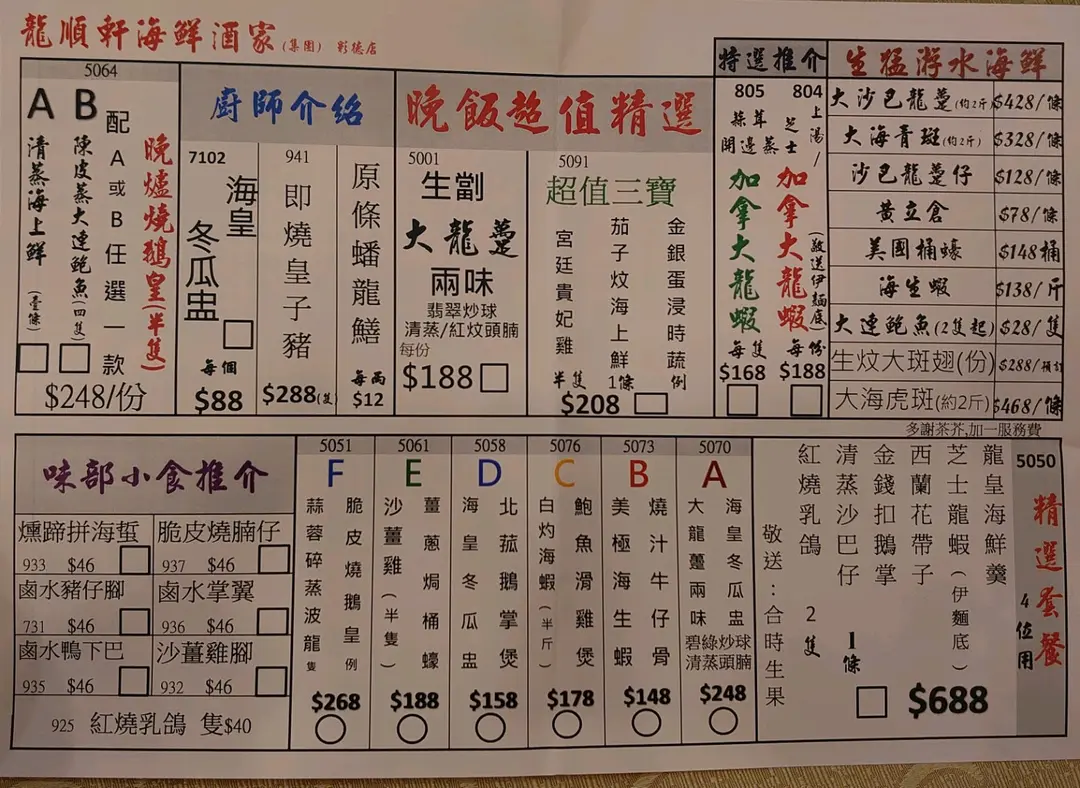 龍順軒海鮮酒家(集團) 彩德店
5064
A 清蒸海上鮮(壹條)
B 陳皮蒸大連鮑魚(四隻)
配A或B任選一款
晚爐燒鵝皇(半隻)
$248/份
廚師介紹
7102
海皇冬瓜盅
每個
$88
941
即燒皇子豬
$288(隻)
原條蟠龍鱔
每両
$12
晚飯超值精選
5001
生劏
大龍躉
兩味
翡翠炒球
清蒸/紅炆頭腩
每份
$188
5091
超值三寶
金銀蛋浸時蔬 例
茄子炆海上鮮 1條
宮廷貴妃雞 半隻
$208
特選推介
805
蒜茸開邊蒸
加拿大龍蝦
每隻
$168
804
上湯/芝士
加拿大龍蝦
(敬送伊麵底)
每份
$188
生猛游水海鮮
大沙巴龍躉(約2斤) $428/條
大海青斑(約2斤) $328/條
沙巴龍躉仔 $128/條
黃立倉 $78/條
美國桶蠔 $148桶
海生蝦 $138/斤
大連鮑魚(2隻起) $28/隻
生炆大斑翅(份) $288/預訂
大海虎斑(約2斤) $468/條
多謝茶芥,加一服務費
味部小食推介
燻蹄拼海蜇
933 $46
脆皮燒腩仔
937 $46
鹵水豬仔腳
731 $46
鹵水掌翼
936 $46
鹵水鴨下巴
935 $46
沙薑雞腳
932 $46
925 紅燒乳鴿 隻$40
5051
F
脆皮燒鵝皇 例
蒜蓉碎蒸波龍 隻
$268
5061
E
薑蔥焗桶蠔
沙薑雞(半隻)
$188
5058
D
北菰鵝掌煲
海皇冬瓜盅
$158
5076
C
鮑魚滑雞煲
白灼海蝦(半斤)
$178
5073
B
燒汁牛仔骨
美極海生蝦
$148
5070
A
海皇冬瓜盅
大龍躉兩味
碧綠炒球
清蒸頭腩
$248
5050
精選套餐
4位用
龍皇海鮮羹
芝士龍蝦(伊麵底)
西蘭花帶子
金錢扣鵝掌
清蒸沙巴仔 1條
紅燒乳鴿 2隻
敬送:合時生果
$688